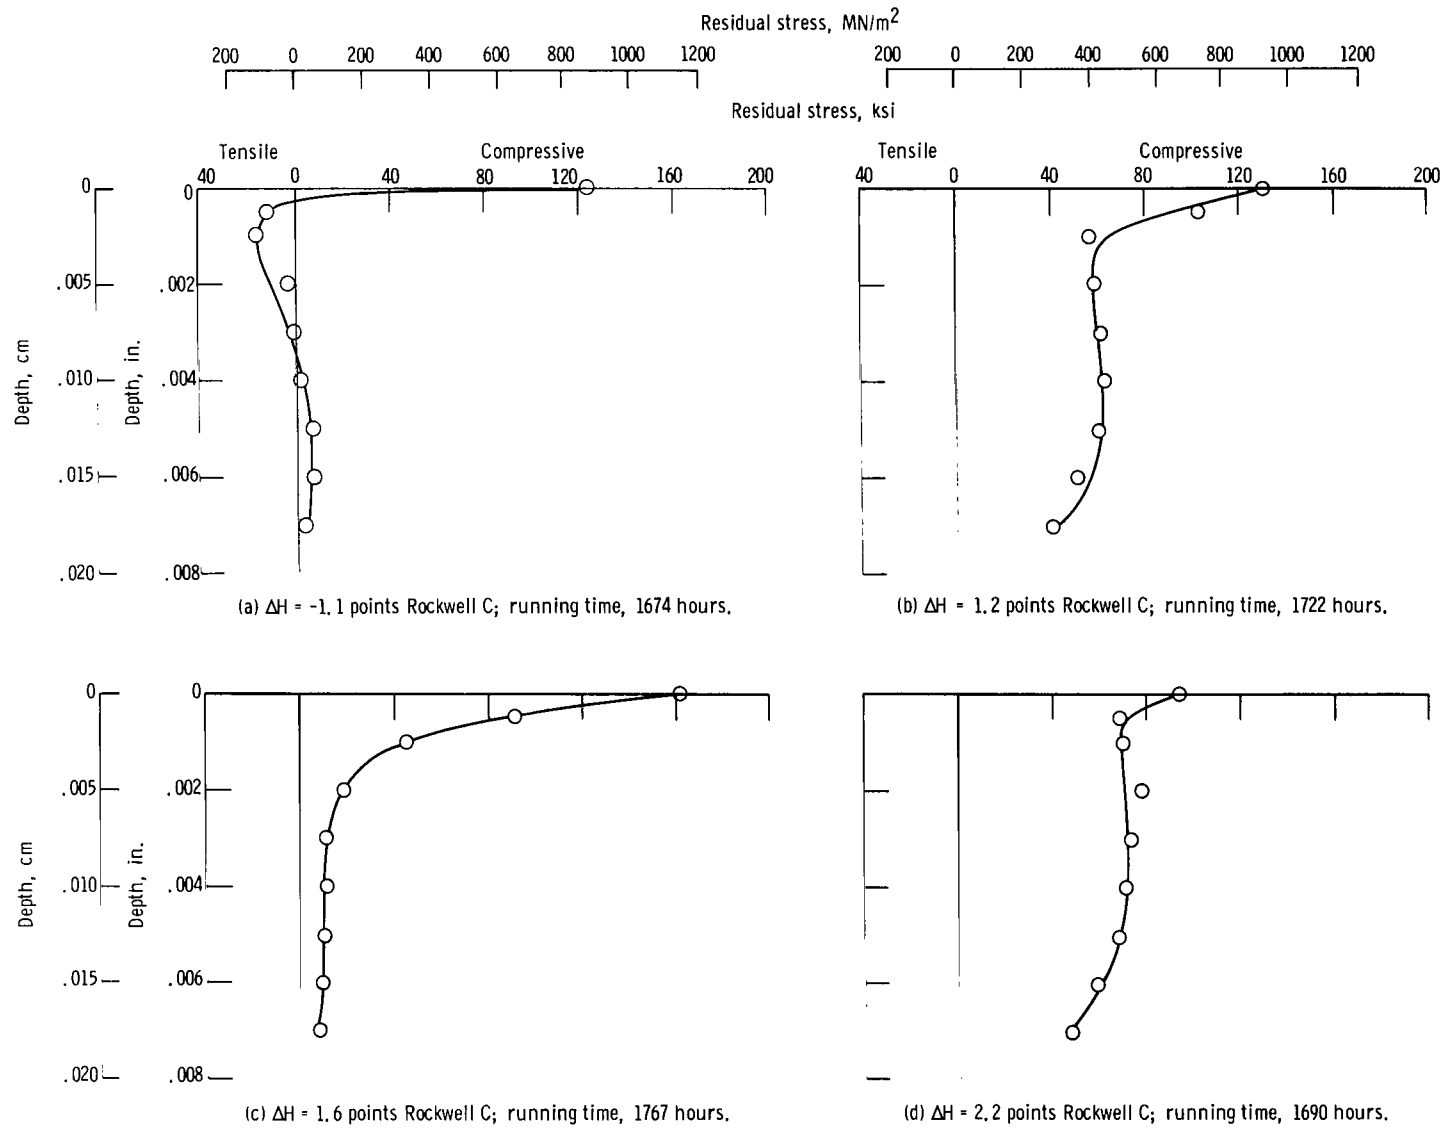 Residual stress, MN/m2
200 0 200 400 600 800 1000 1200 200 0 200 400 600 800 1000 1200
Residual stress, ksi
Tensile Compressive Tensile Compressive
40 0 40 80 120 160 200 40 0 40 80 120 160 200
0 0
.005 .002
.010 .004
.015 .006
.020 .008
Depth, cm
Depth, in.
(a) ΔH = -1.1 points Rockwell C; running time, 1674 hours.
(b) ΔH = 1.2 points Rockwell C; running time, 1722 hours.
0 0
.005 .002
.010 .004
.015 .006
.020 .008
Depth, cm
Depth, in.
(c) ΔH = 1.6 points Rockwell C; running time, 1767 hours.
(d) ΔH = 2.2 points Rockwell C; running time, 1690 hours.